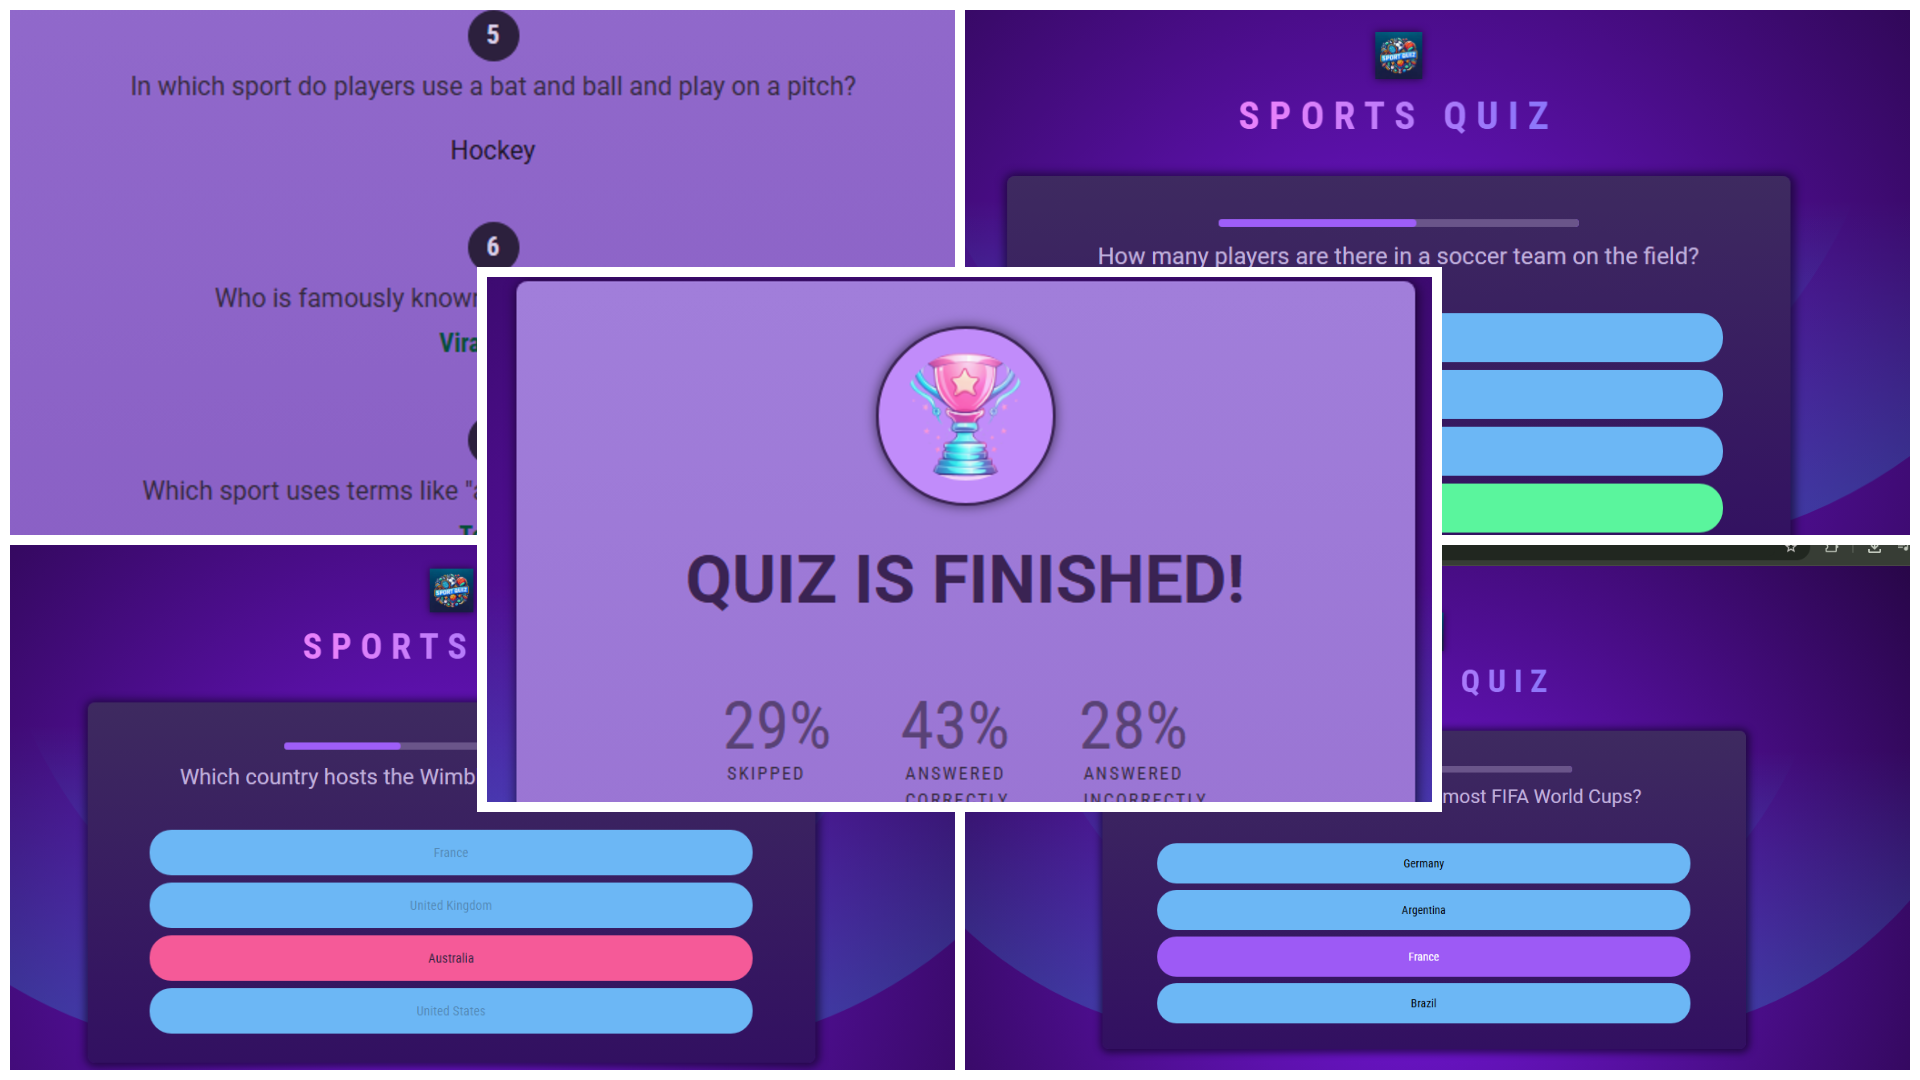 5
In which sport do players use a bat and ball and play on a pitch?
Hockey
6
Who is famously known
Which sport uses terms like "
SPORT QUIZ
SPORTS QUIZ
How many players are there in a soccer team on the field?
QUIZ IS FINISHED!
29% 43% 28%
SKIPPED ANSWERED ANSWERED
CORRECTLY INCORRECTLY
SPORT QUIZ
SPORTS
Which country hosts the
France
United Kingdom
Australia
United States
QUIZ
most FIFA World Cups?
Germany
Argentina
France
Brazil